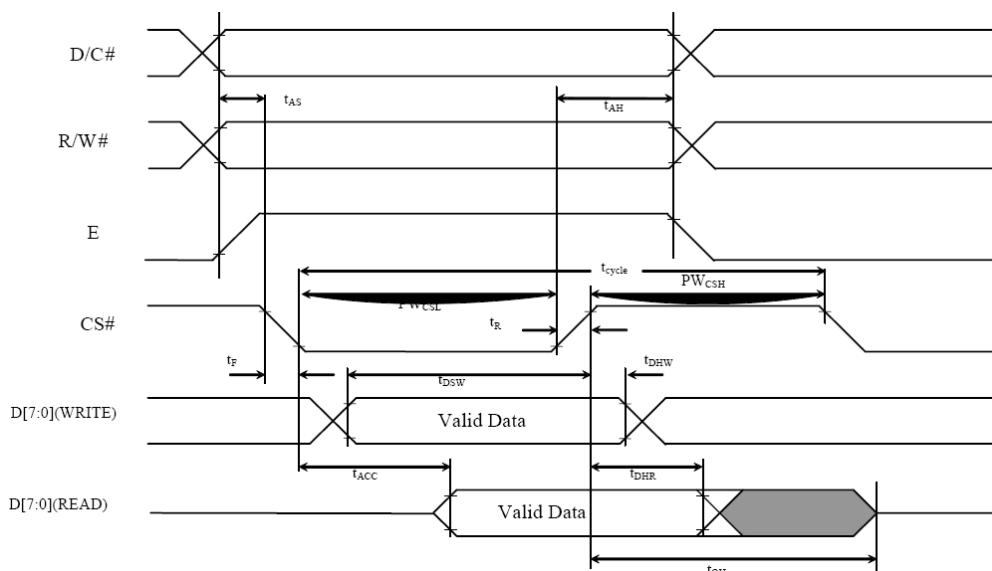 D/C#
tAS
tAH
R/W#
E
tcycle
PWCSL
PWCSH
CS#
tR
tF
tDSW
tDHW
D[7:0](WRITE)
Valid Data
tACC
tDHR
D[7:0](READ)
Valid Data